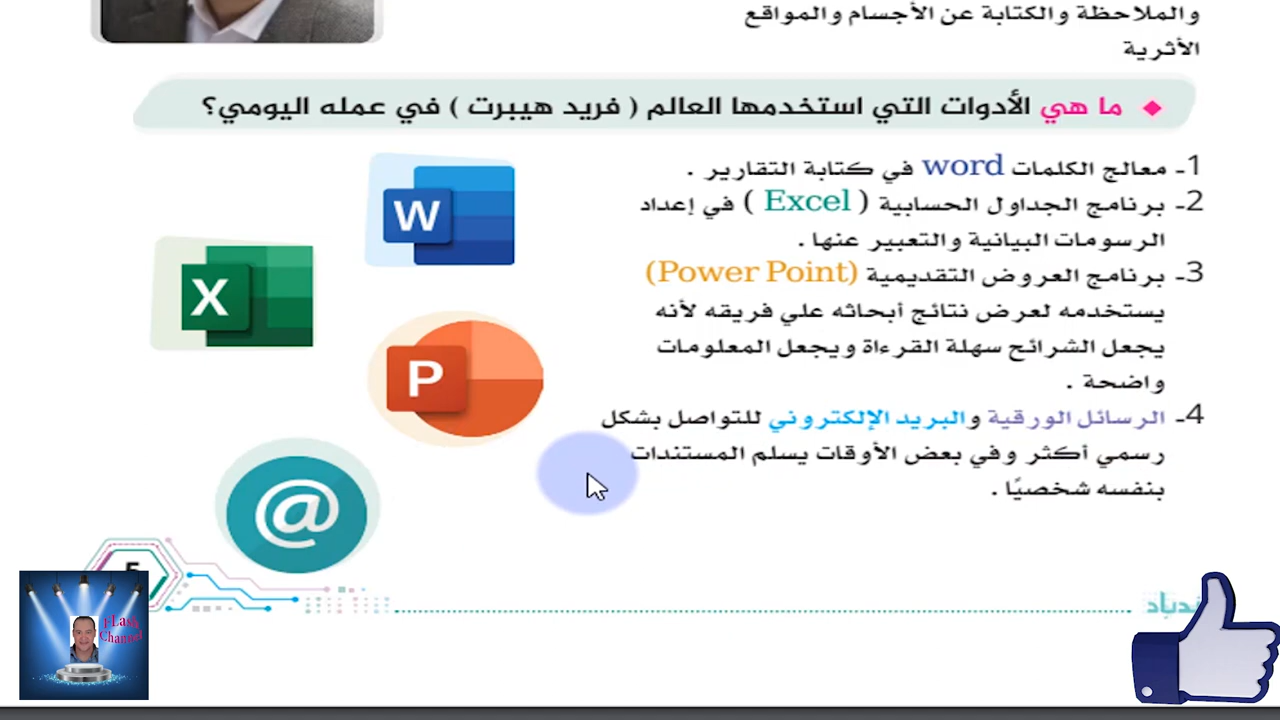 والملاحظة والكتابة عن الأجسام والمواقع
الأثرية
ما هي الأدوات التي استخدمها العالم ( فريد هيبرت ) في عمله اليومي؟
1- معالج الكلمات word في كتابة التقارير .
2- برنامج الجداول الحسابية ( Excel ) في إعداد
الرسومات البيانية والتعبير عنها .
3- برنامج العروض التقديمية (Power Point)
يستخدمه لعرض نتائج أبحاثه علي فريقه لأنه
يجعل الشرائح سهلة القرءاة ويجعل المعلومات
واضحة .
4- الرسائل الورقية والبريد الإلكتروني للتواصل بشكل
رسمي أكثر وفي بعض الأوقات يسلم المستندات
بنفسه شخصيًا .
W
X
P
@
fLash
Channel